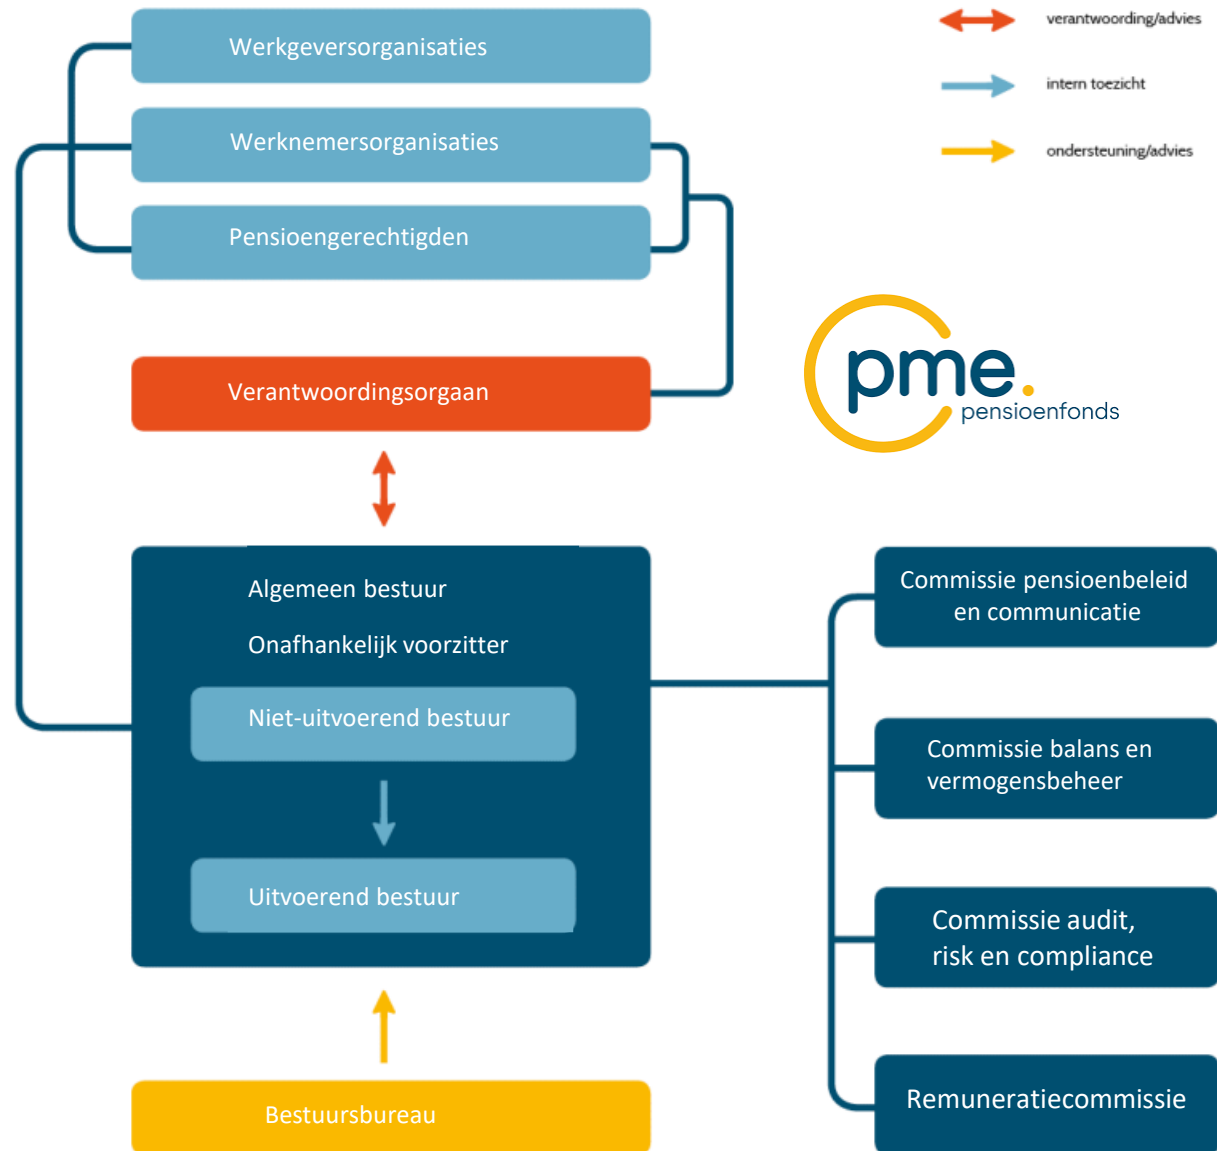 Werkgeversorganisaties
Werknemersorganisaties
Pensioengerechtigden
verantwoording/advies
intern toezicht
ondersteuning/advies
Verantwoordingsorgaan
pme.
pensioenfonds
Algemeen bestuur
Onafhankelijk voorzitter
Niet-uitvoerend bestuur
Uitvoerend bestuur
Bestuursbureau
Commissie pensioenbeleid
en communicatie
Commissie balans en
vermogensbeheer
Commissie audit,
risk en compliance
Remuneratiecommissie